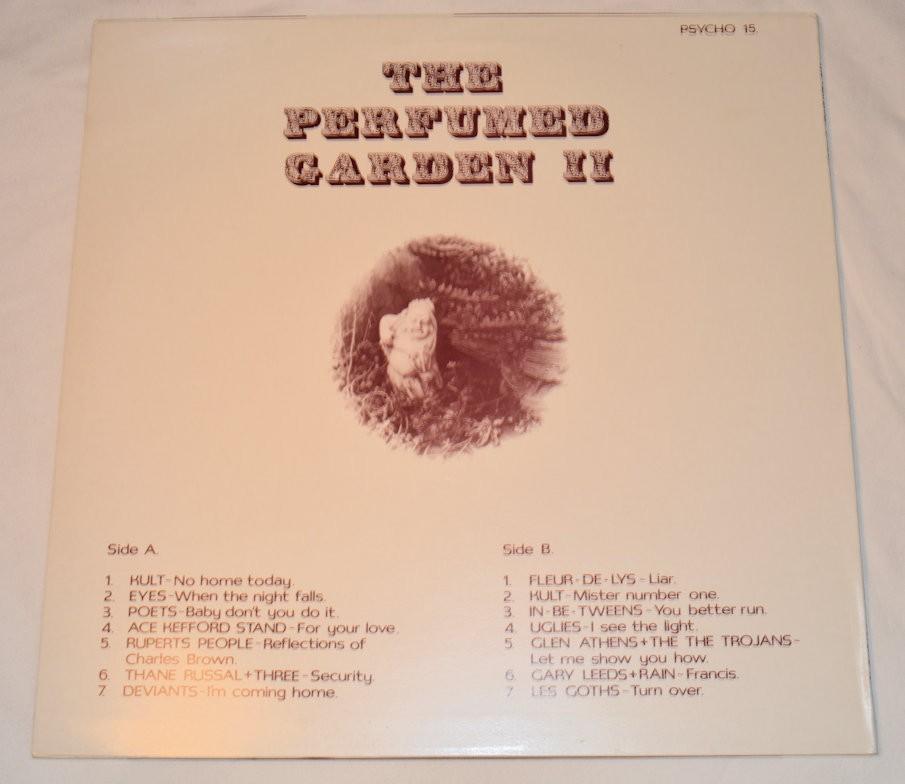 PSYCHO 15.
THE
PERFUMED
GARDEN II
Side A.
1. KULT-No home today.
2. EYES-When the night falls.
3. POETS-Baby don't you do it.
4. ACE KEFFORD STAND-For your love.
5. RUPERTS PEOPLE-Reflections of
Charles Brown.
6. THANE RUSSAL+THREE-Security.
7. DEVIANTS-I'm coming home.
Side B.
1. FLEUR-DE-LYS-Liar.
2. KULT-Mister number one.
3. IN-BE-TWEENS-You better run.
4. UGLIES-I see the light.
5. GLEN ATHENS+THE THE TROJANS-
Let me show you how.
6. GARY LEEDS+RAIN-Francis.
7 LES GOTHS-Turn over.